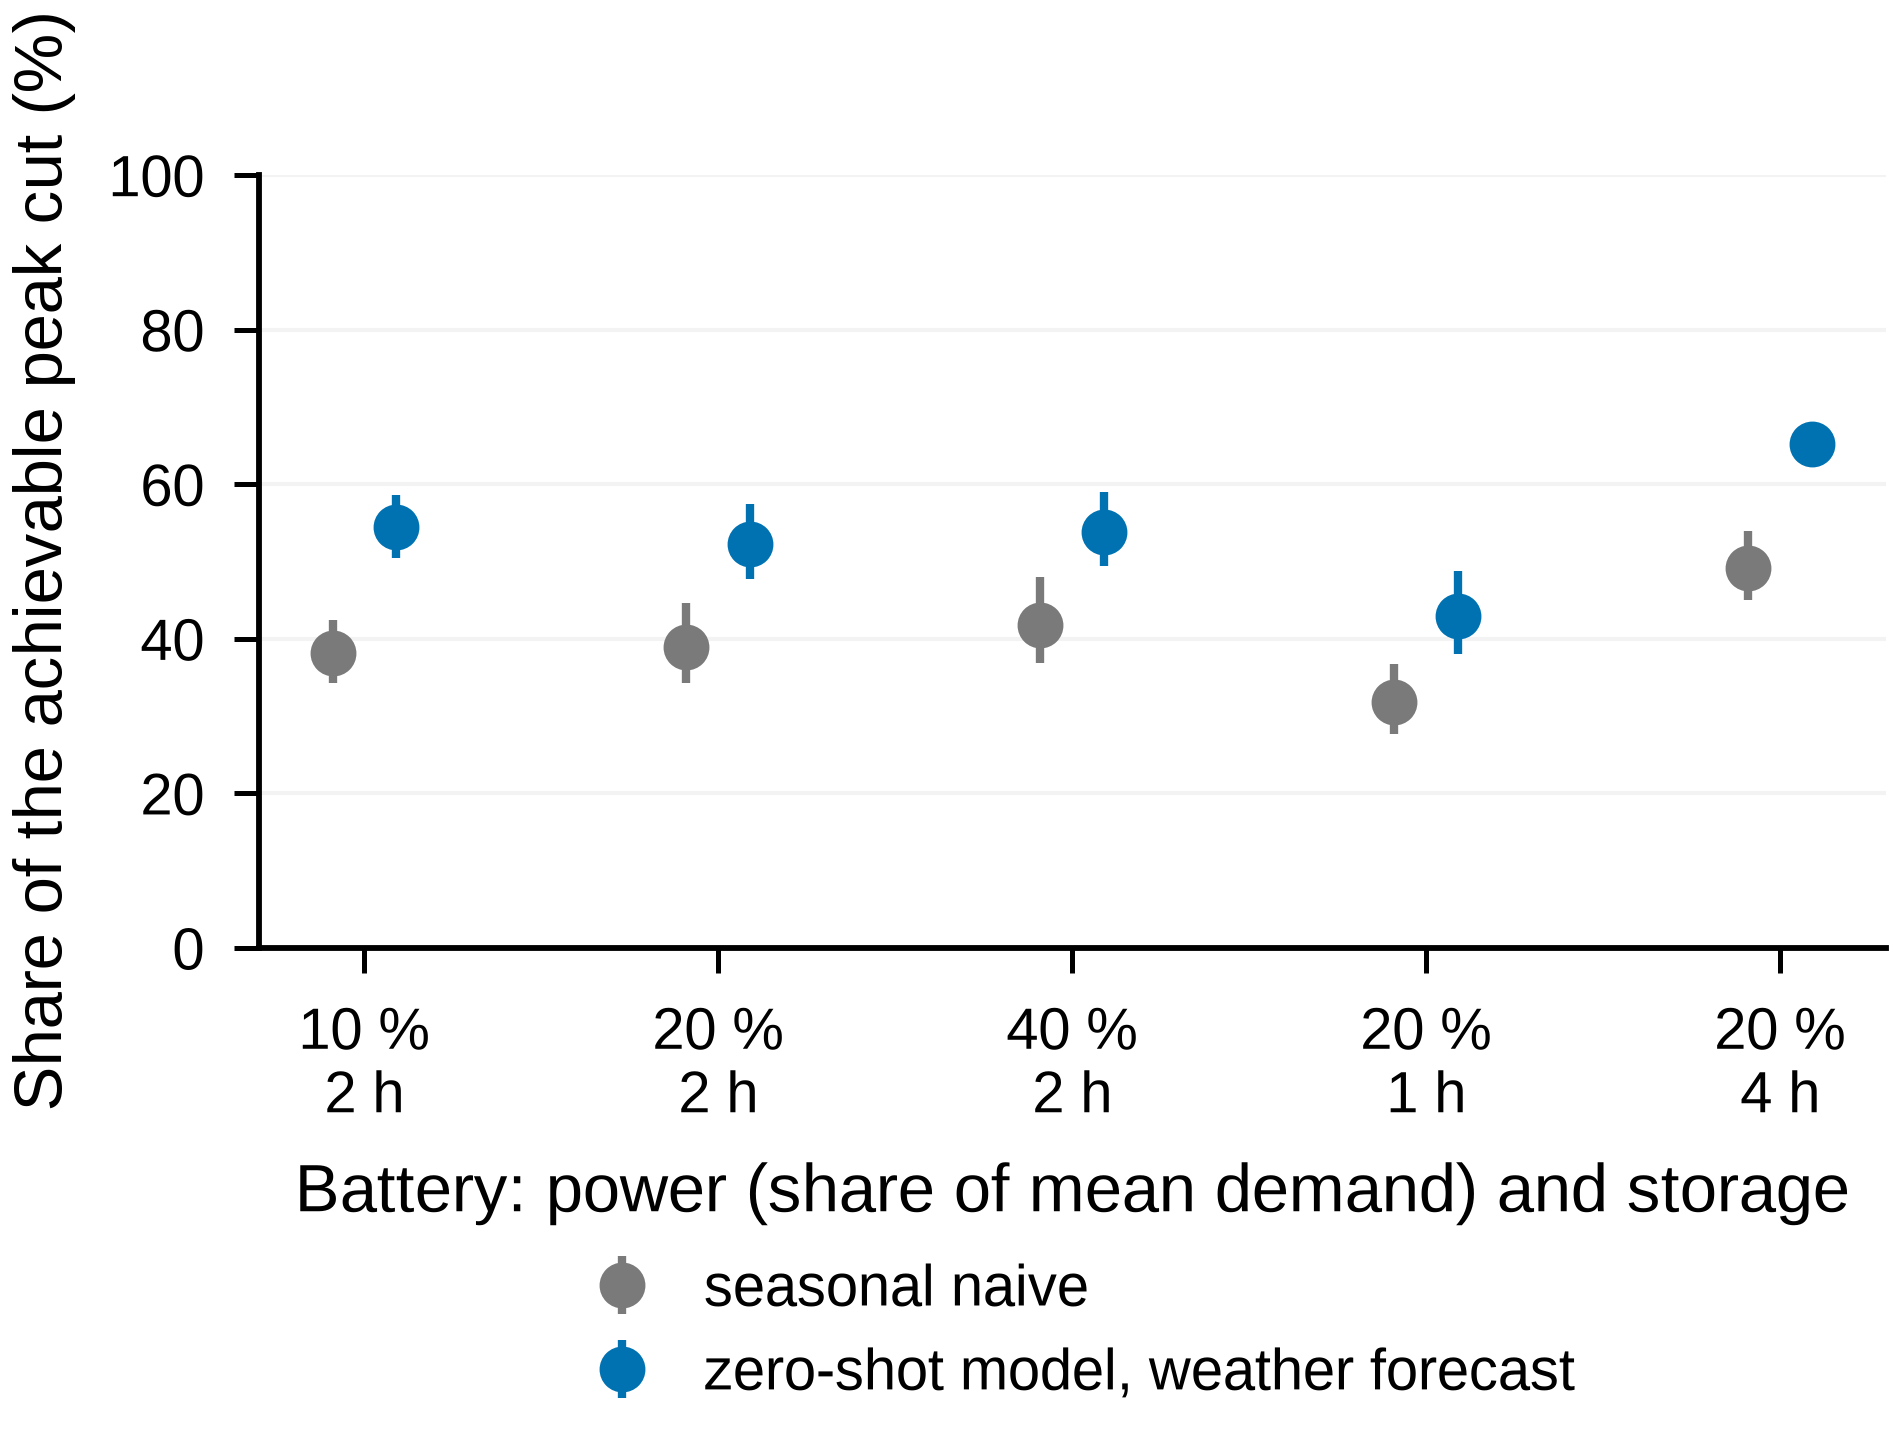 Share of the achievable peak cut (%)
100
80
60
40
20
0
10 %
2 h
20 %
2 h
40 %
2 h
20 %
1 h
20 %
4 h
Battery: power (share of mean demand) and storage
seasonal naive
zero-shot model, weather forecast